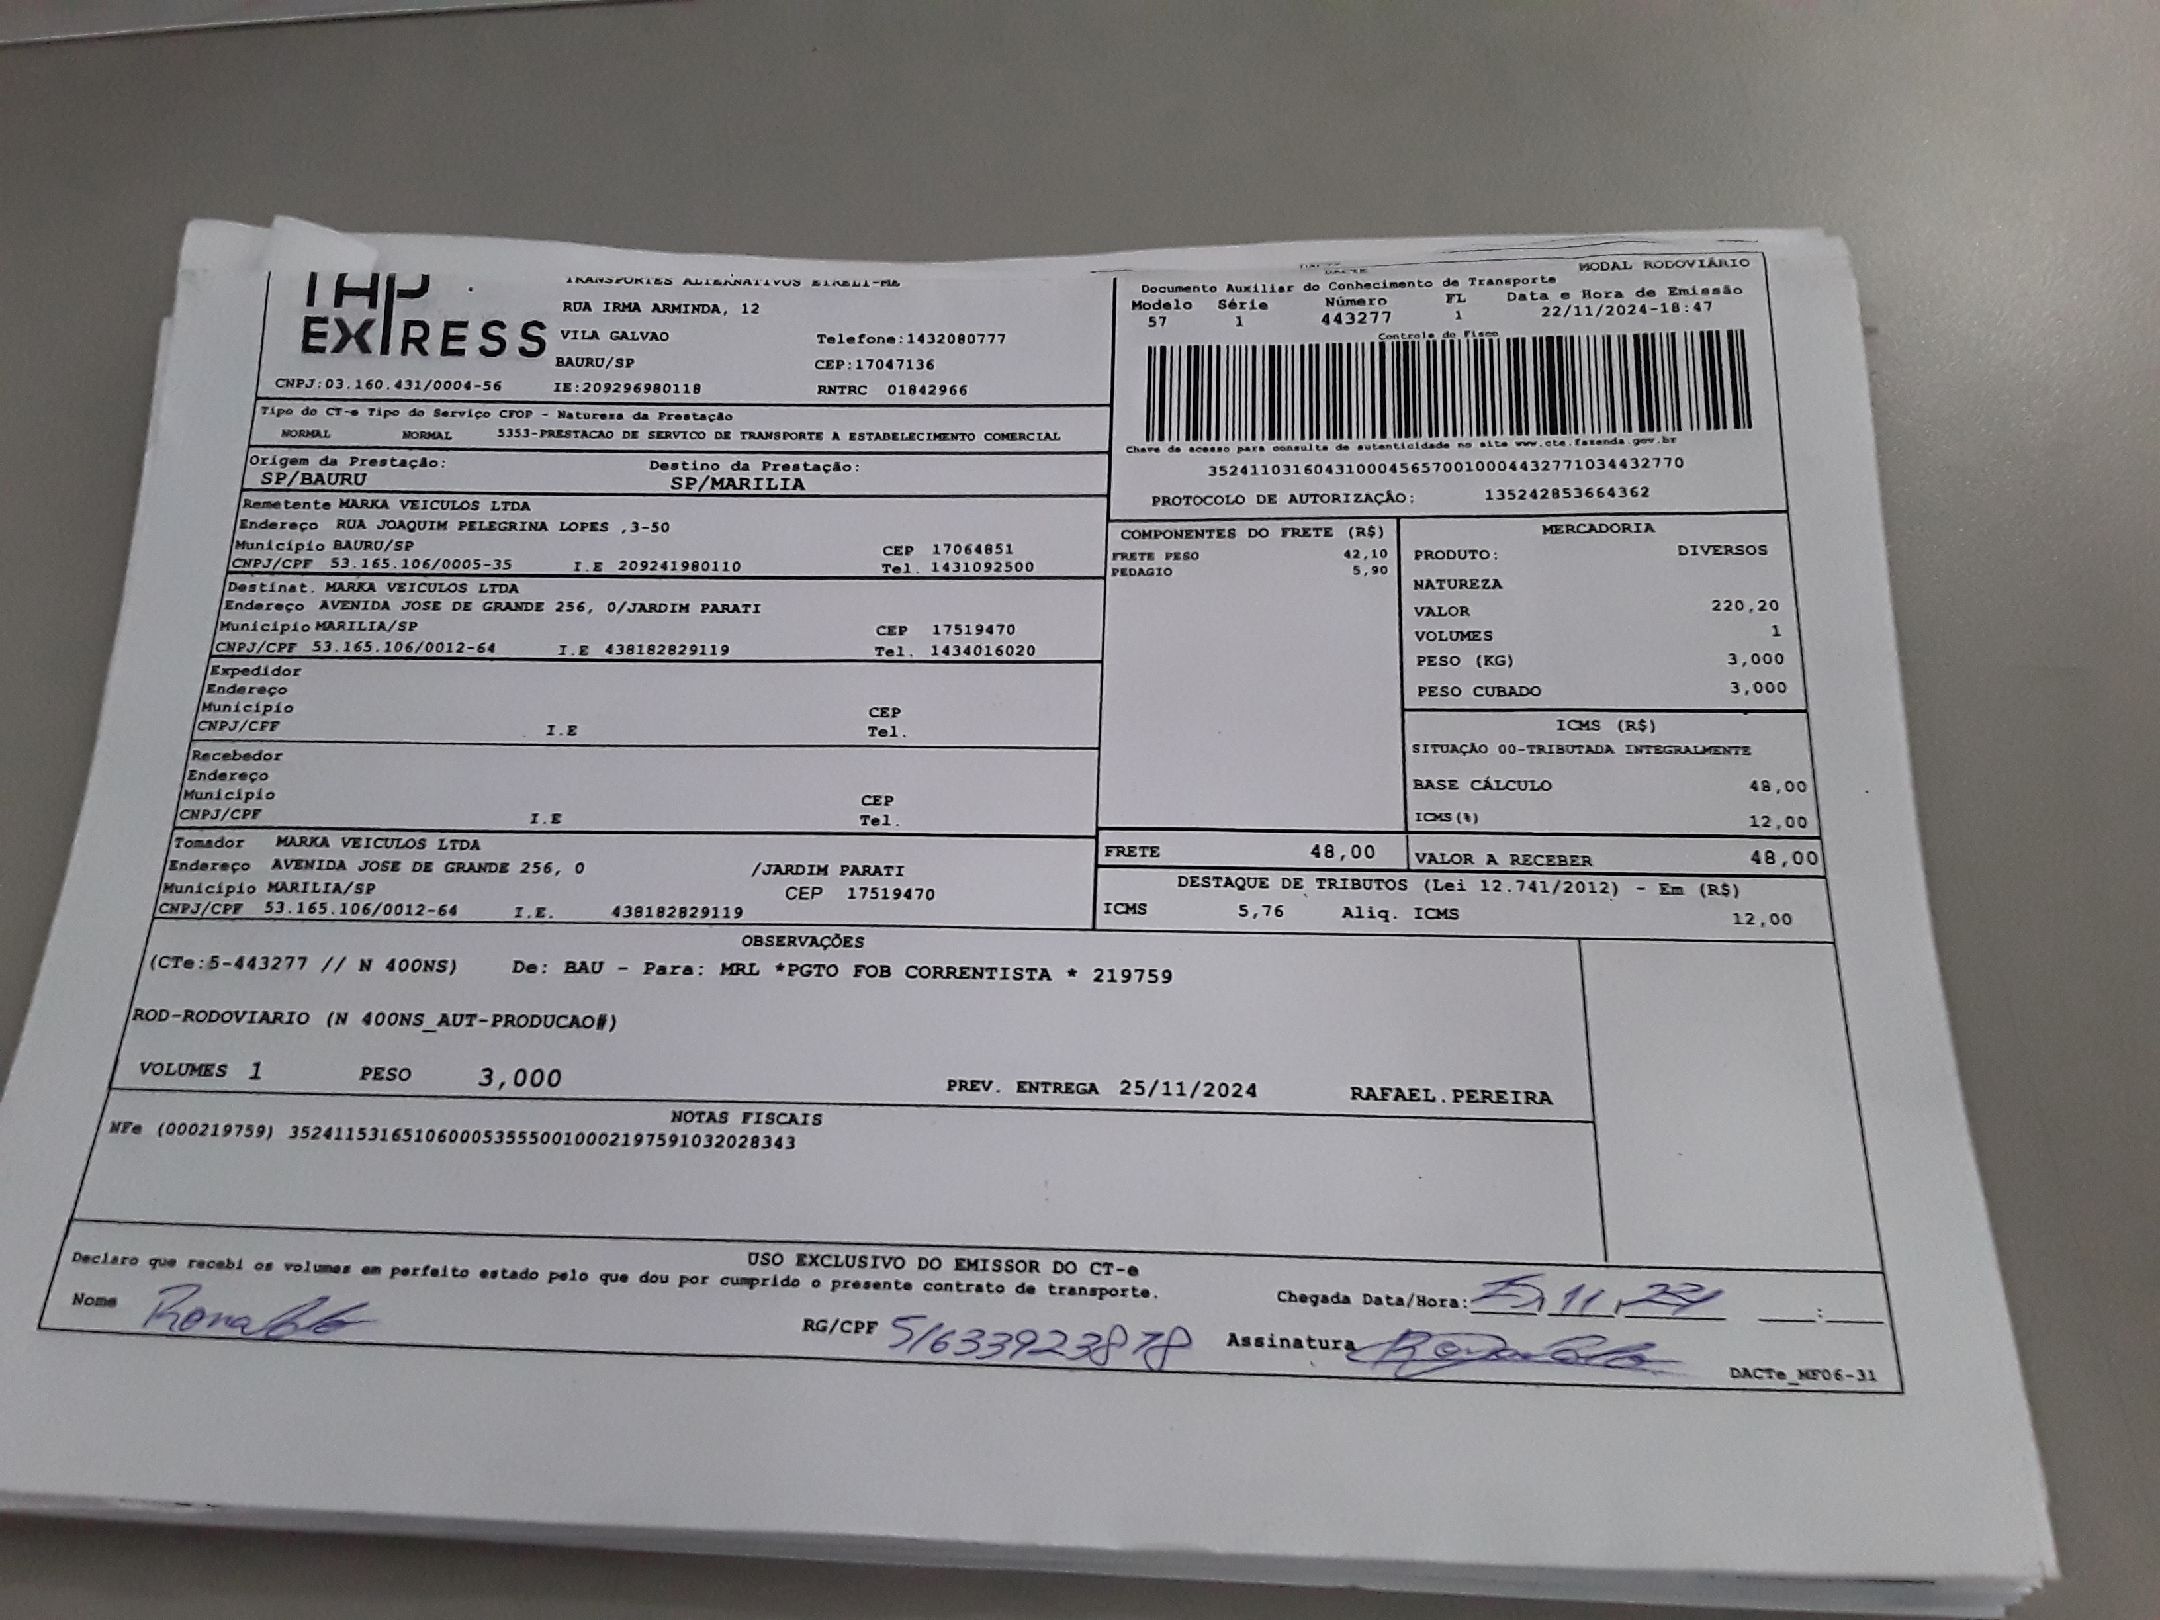 THP
EXPRESS
TRANSPORTES ALTERNATIVOS EIRELI-ME
RUA IRMA ARMINDA, 12
VILA GALVAO Telefone:1432080777
BAURU/SP CEP:17047136
CNPJ:03.160.431/0004-56 IE:209296980118 RNTRC 01842966
Tipo do CT-e Tipo do Serviço CFOP - Natureza da Prestação
NORMAL NORMAL 5353-PRESTACAO DE SERVICO DE TRANSPORTE A ESTABELECIMENTO COMERCIAL
Origem da Prestação: Destino da Prestação:
SP/BAURU SP/MARILIA
MODAL RODOVIÁRIO
Documento Auxiliar do Conhecimento de Transporte
Modelo Série Número FL Data e Hora de Emissão
57 1 443277 1 22/11/2024-18:47
Controle do Fisco
Chave de acesso para consulta de autenticidade no site www.cte.fazenda.gov.br
35241103160431000456570010004432771034432770
PROTOCOLO DE AUTORIZAÇÃO: 135242853664362
Remetente MARKA VEICULOS LTDA
Endereço RUA JOAQUIM PELEGRINA LOPES ,3-50
Município BAURU/SP CEP 17064851
CNPJ/CPF 53.165.106/0005-35 I.E 209241980110 Tel. 1431092500
Destinat. MARKA VEICULOS LTDA
Endereço AVENIDA JOSE DE GRANDE 256, 0/JARDIM PARATI
Município MARILIA/SP CEP 17519470
CNPJ/CPF 53.165.106/0012-64 I.E 438182829119 Tel. 1434016020
Expedidor
Endereço
Município CEP
CNPJ/CPF I.E Tel.
Recebedor
Endereço
Município CEP
CNPJ/CPF I.E Tel.
Tomador MARKA VEICULOS LTDA
Endereço AVENIDA JOSE DE GRANDE 256, 0 /JARDIM PARATI
Município MARILIA/SP CEP 17519470
CNPJ/CPF 53.165.106/0012-64 I.E. 438182829119
COMPONENTES DO FRETE (R$)
FRETE PESO 42,10
PEDAGIO 5,90
MERCADORIA
PRODUTO: DIVERSOS
NATUREZA
VALOR 220,20
VOLUMES 1
PESO (KG) 3,000
PESO CUBADO 3,000
ICMS (R$)
SITUAÇÃO 00-TRIBUTADA INTEGRALMENTE
BASE CÁLCULO 48,00
ICMS(%) 12,00
FRETE 48,00 VALOR A RECEBER 48,00
DESTAQUE DE TRIBUTOS (Lei 12.741/2012) - Em (R$)
ICMS 5,76 Aliq. ICMS 12,00
OBSERVAÇÕES
(CTe:5-443277 // N 400NS) De: BAU - Para: MRL *PGTO FOB CORRENTISTA * 219759
ROD-RODOVIARIO (N 400NS_AUT-PRODUCAO#)
VOLUMES 1 PESO 3,000 PREV. ENTREGA 25/11/2024 RAFAEL.PEREIRA
NOTAS FISCAIS
NFe (000219759) 35241153165106000535550010002197591032028343
USO EXCLUSIVO DO EMISSOR DO CT-e
Declaro que recebi os volumes em perfeito estado pelo que dou por cumprido o presente contrato de transporte.
Chegada Data/Hora: 25,11,24 :
Nome Ronaldo RG/CPF 51633923878 Assinatura Ronaldo
DACTe_MF06-31